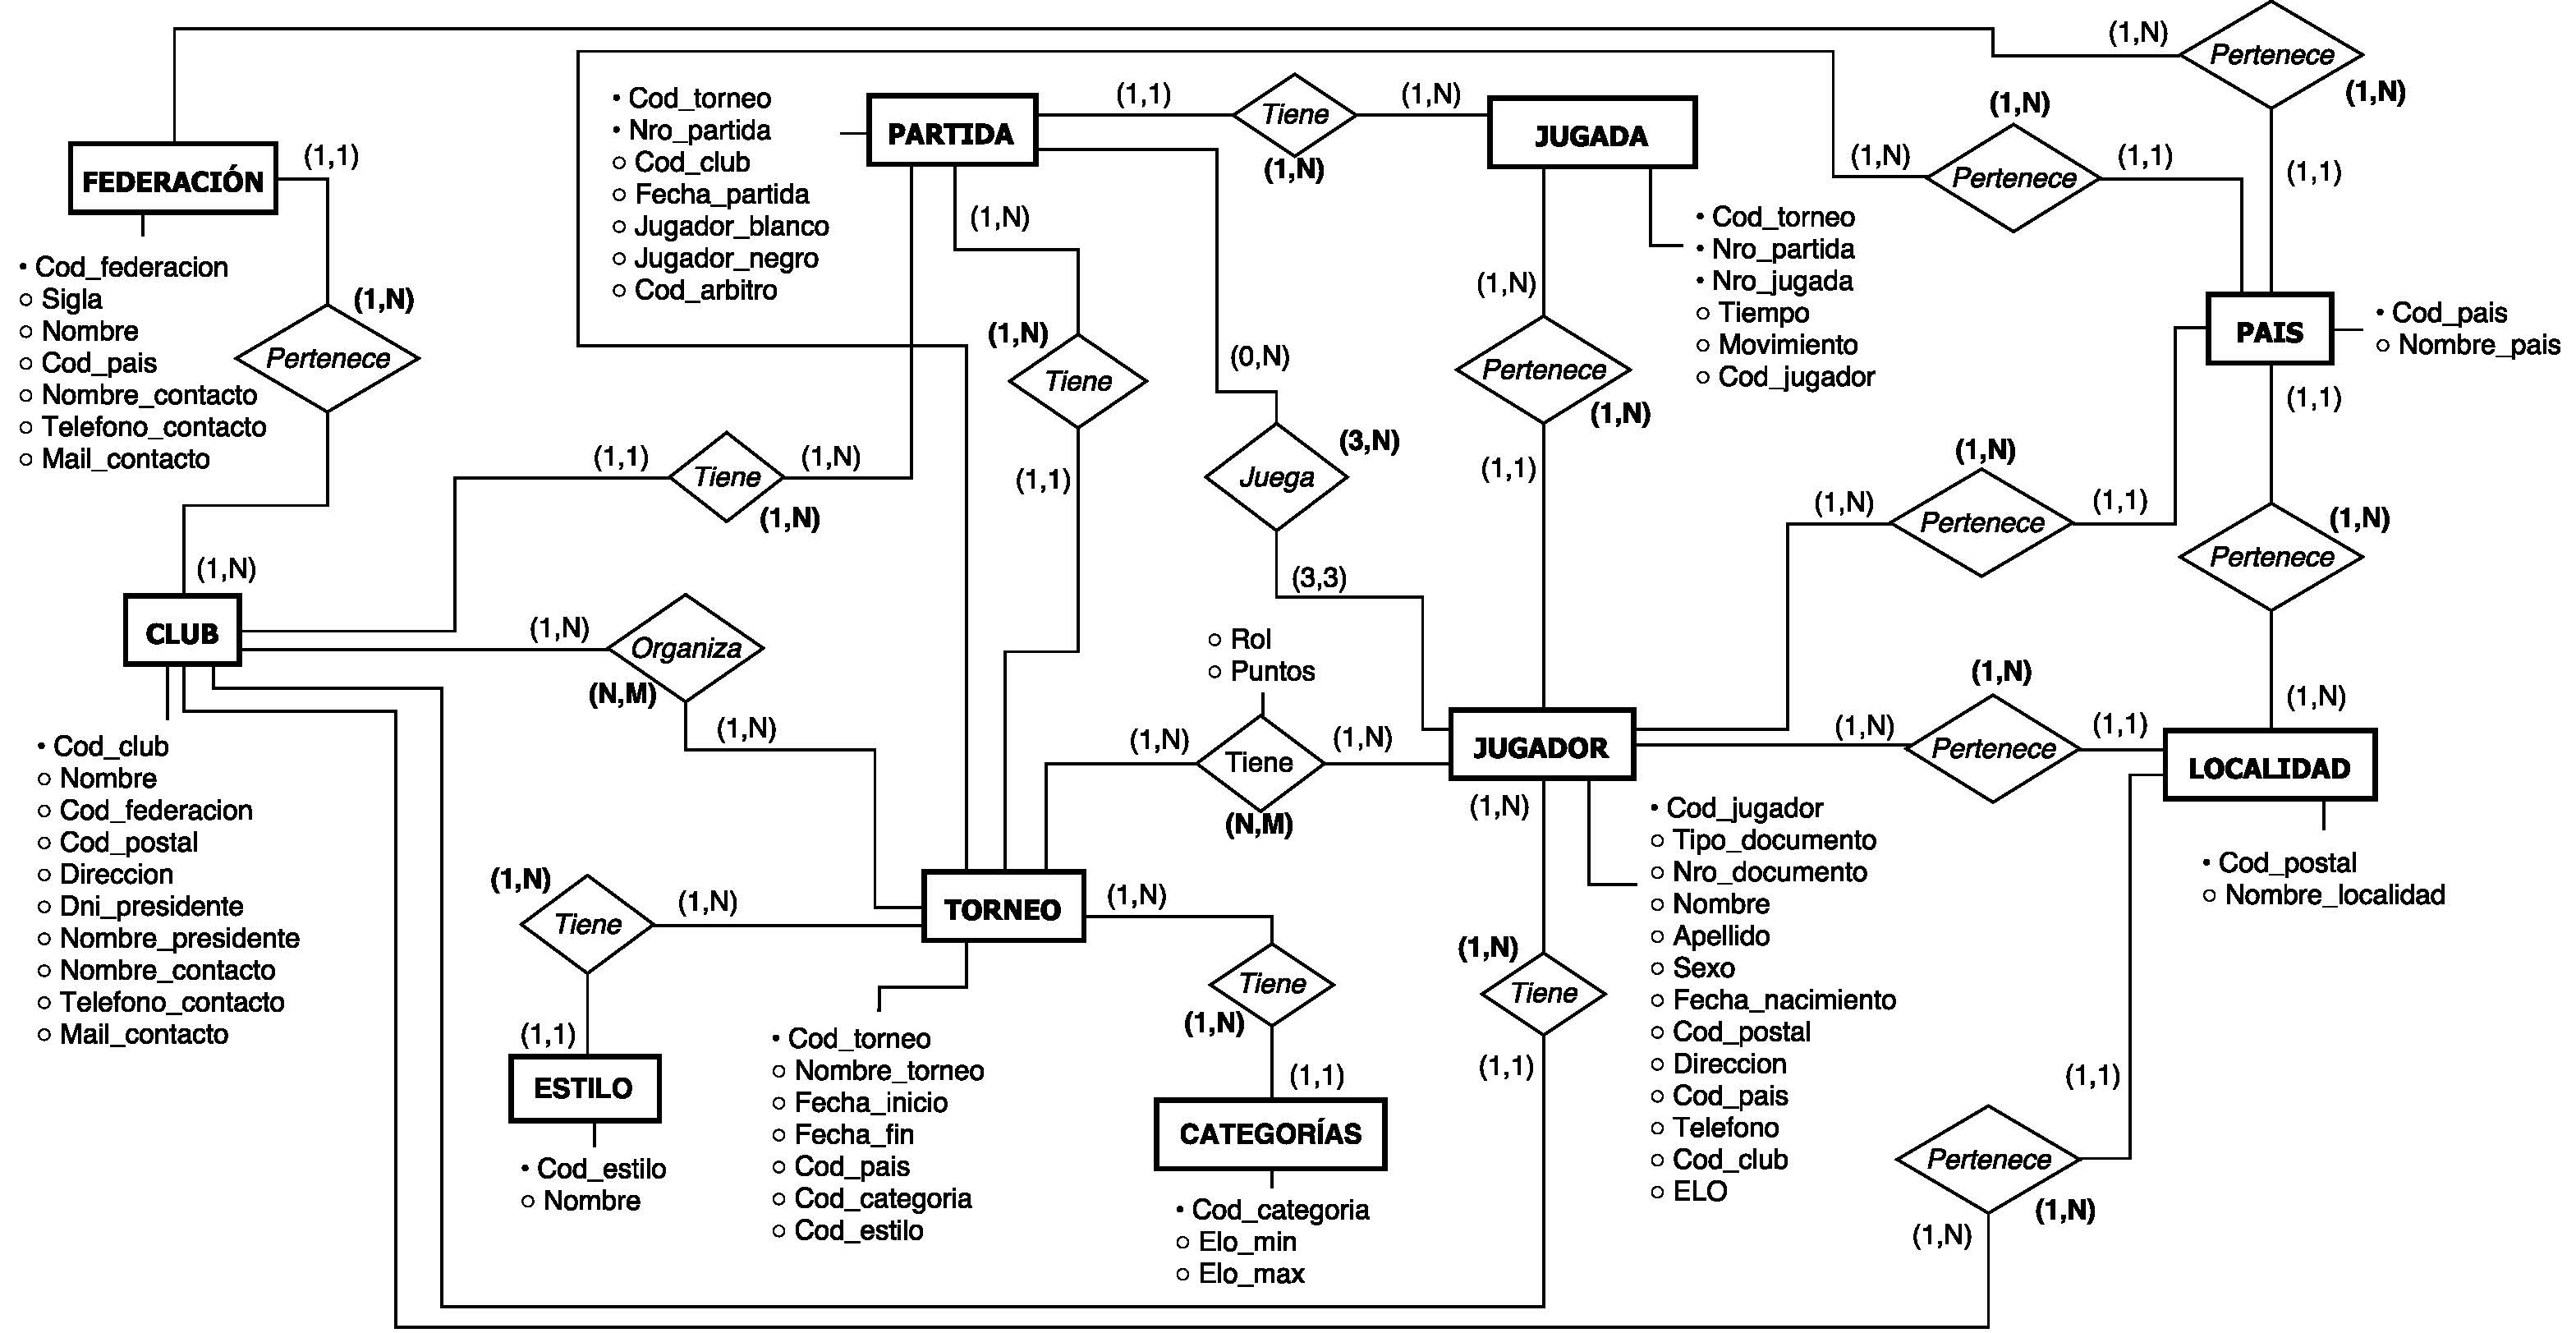 (1,N)
Pertenece
(1,N)
• Cod_torneo
• Nro_partida
○ Cod_club
○ Fecha_partida
○ Jugador_blanco
○ Jugador_negro
○ Cod_arbitro
PARTIDA
(1,1)
Tiene
(1,N)
(1,N)
JUGADA
(1,N)
(1,N)
Pertenece
(1,1)
(1,1)
FEDERACIÓN
(1,1)
• Cod_federacion
○ Sigla
○ Nombre
○ Cod_pais
○ Nombre_contacto
○ Telefono_contacto
○ Mail_contacto
(1,N)
Pertenece
(1,N)
(1,N)
(1,N)
Tiene
(1,1)
(0,N)
(3,N)
Juega
(3,3)
• Cod_torneo
• Nro_partida
• Nro_jugada
○ Tiempo
○ Movimiento
○ Cod_jugador
(1,N)
Pertenece
(1,N)
(1,1)
PAIS
• Cod_pais
○ Nombre_pais
(1,1)
(1,1)
Tiene
(1,N)
(1,N)
(1,N)
(1,N)
Pertenece
(1,1)
(1,N)
Pertenece
(1,N)
CLUB
(1,N)
Organiza
(N,M)
(1,N)
○ Rol
○ Puntos
(1,N)
Tiene
(1,N)
(N,M)
JUGADOR
(1,N)
(1,N)
(1,N)
Pertenece
(1,1)
LOCALIDAD
• Cod_postal
○ Nombre_localidad
• Cod_club
○ Nombre
○ Cod_federacion
○ Cod_postal
○ Direccion
○ Dni_presidente
○ Nombre_presidente
○ Nombre_contacto
○ Telefono_contacto
○ Mail_contacto
(1,N)
Tiene
(1,N)
(1,1)
ESTILO
• Cod_estilo
○ Nombre
TORNEO
(1,N)
• Cod_torneo
○ Nombre_torneo
○ Fecha_inicio
○ Fecha_fin
○ Cod_pais
○ Cod_categoria
○ Cod_estilo
Tiene
(1,N)
(1,1)
CATEGORÍAS
• Cod_categoria
○ Elo_min
○ Elo_max
(1,N)
Tiene
(1,1)
• Cod_jugador
○ Tipo_documento
○ Nro_documento
○ Nombre
○ Apellido
○ Sexo
○ Fecha_nacimiento
○ Cod_postal
○ Direccion
○ Cod_pais
○ Telefono
○ Cod_club
○ ELO
(1,1)
Pertenece
(1,N)
(1,N)